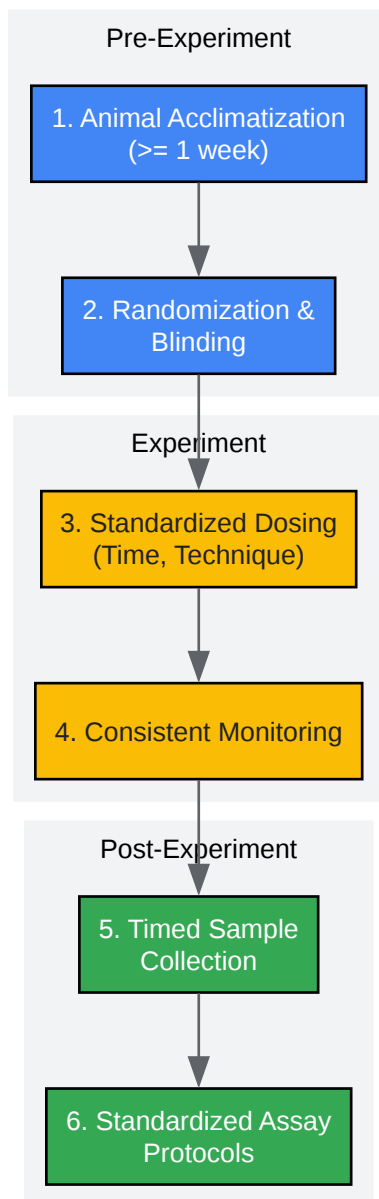 Pre-Experiment
1. Animal Acclimatization
(>= 1 week)
2. Randomization &
Blinding
Experiment
3. Standardized Dosing
(Time, Technique)
4. Consistent Monitoring
Post-Experiment
5. Timed Sample
Collection
6. Standardized Assay
Protocols